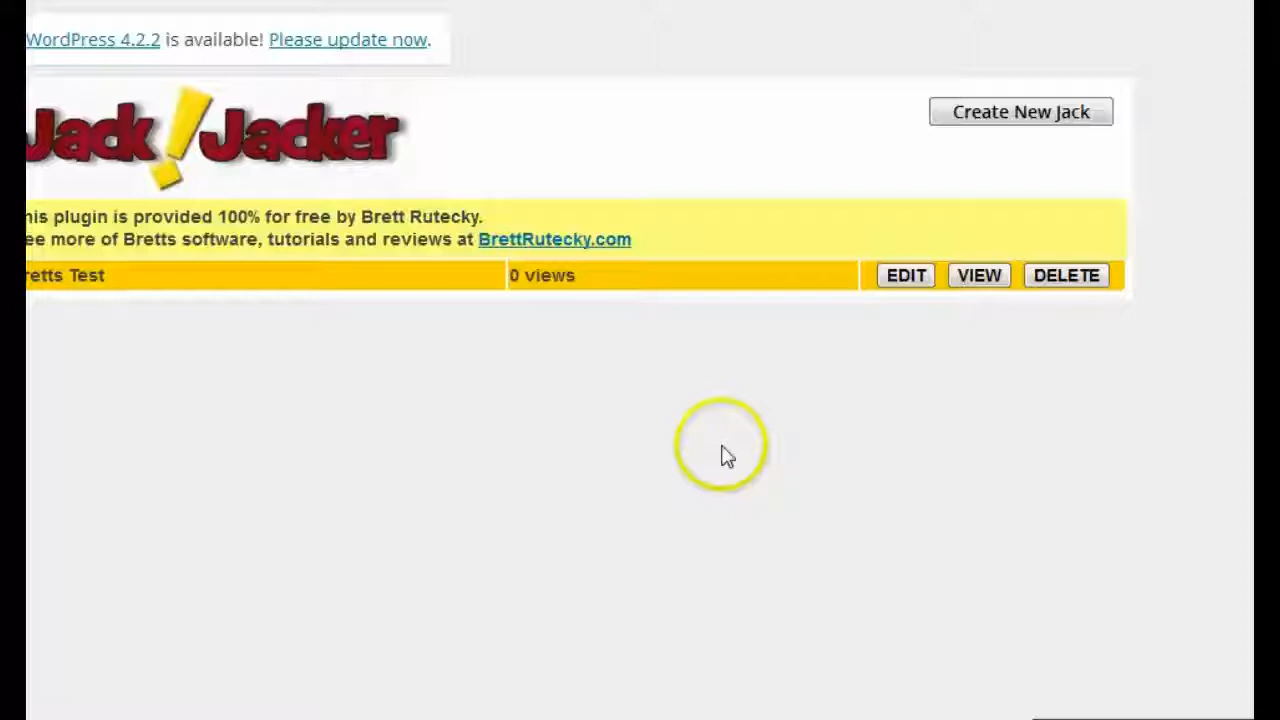 WordPress 4.2.2 is available! Please update now.
Jack!Jacker
Create New Jack
his plugin is provided 100% for free by Brett Rutecky.
ee more of Bretts software, tutorials and reviews at BrettRutecky.com
retts Test
0 views
EDIT
VIEW
DELETE